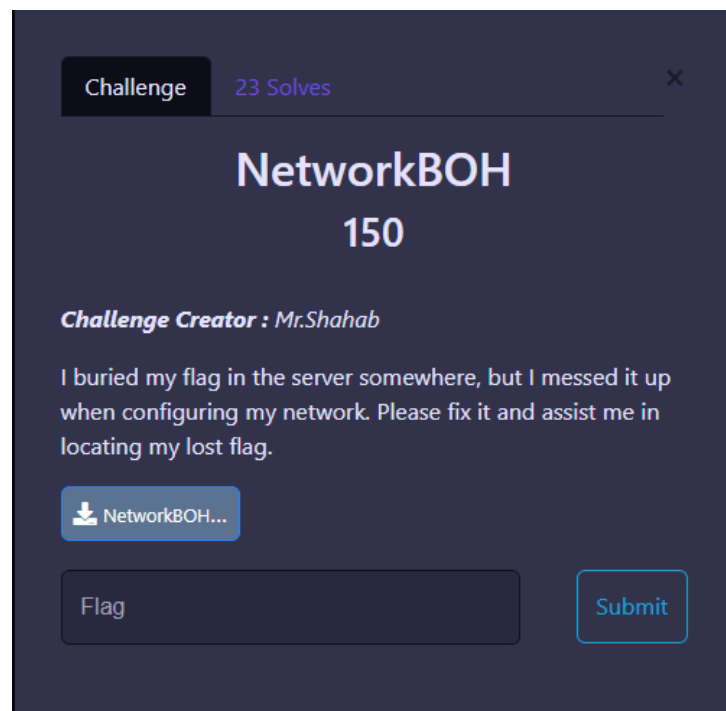 Challenge
23 Solves
×
NetworkBOH
150
Challenge Creator : Mr.Shahab
I buried my flag in the server somewhere, but I messed it up
when configuring my network. Please fix it and assist me in
locating my lost flag.
NetworkBOH...
Flag
Submit